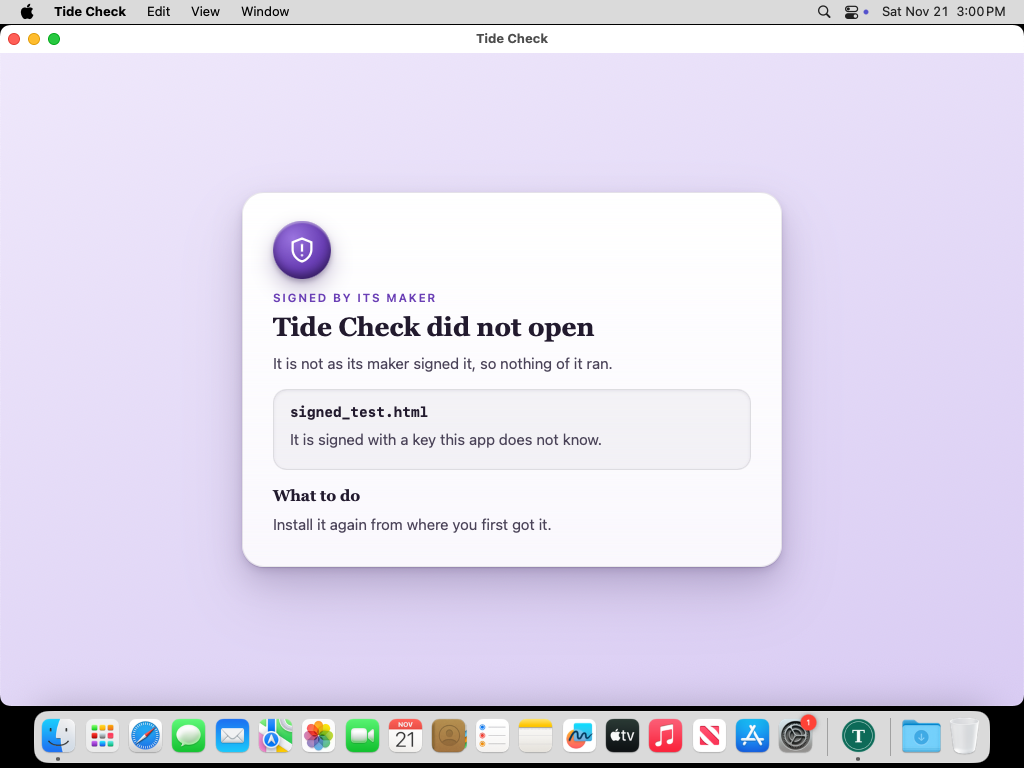 Tide Check Edit View Window Sat Nov 21 3:00 PM
Tide Check
SIGNED BY ITS MAKER
Tide Check did not open
It is not as its maker signed it, so nothing of it ran.
signed_test.html
It is signed with a key this app does not know.
What to do
Install it again from where you first got it.
NOV
21
tv
1
T